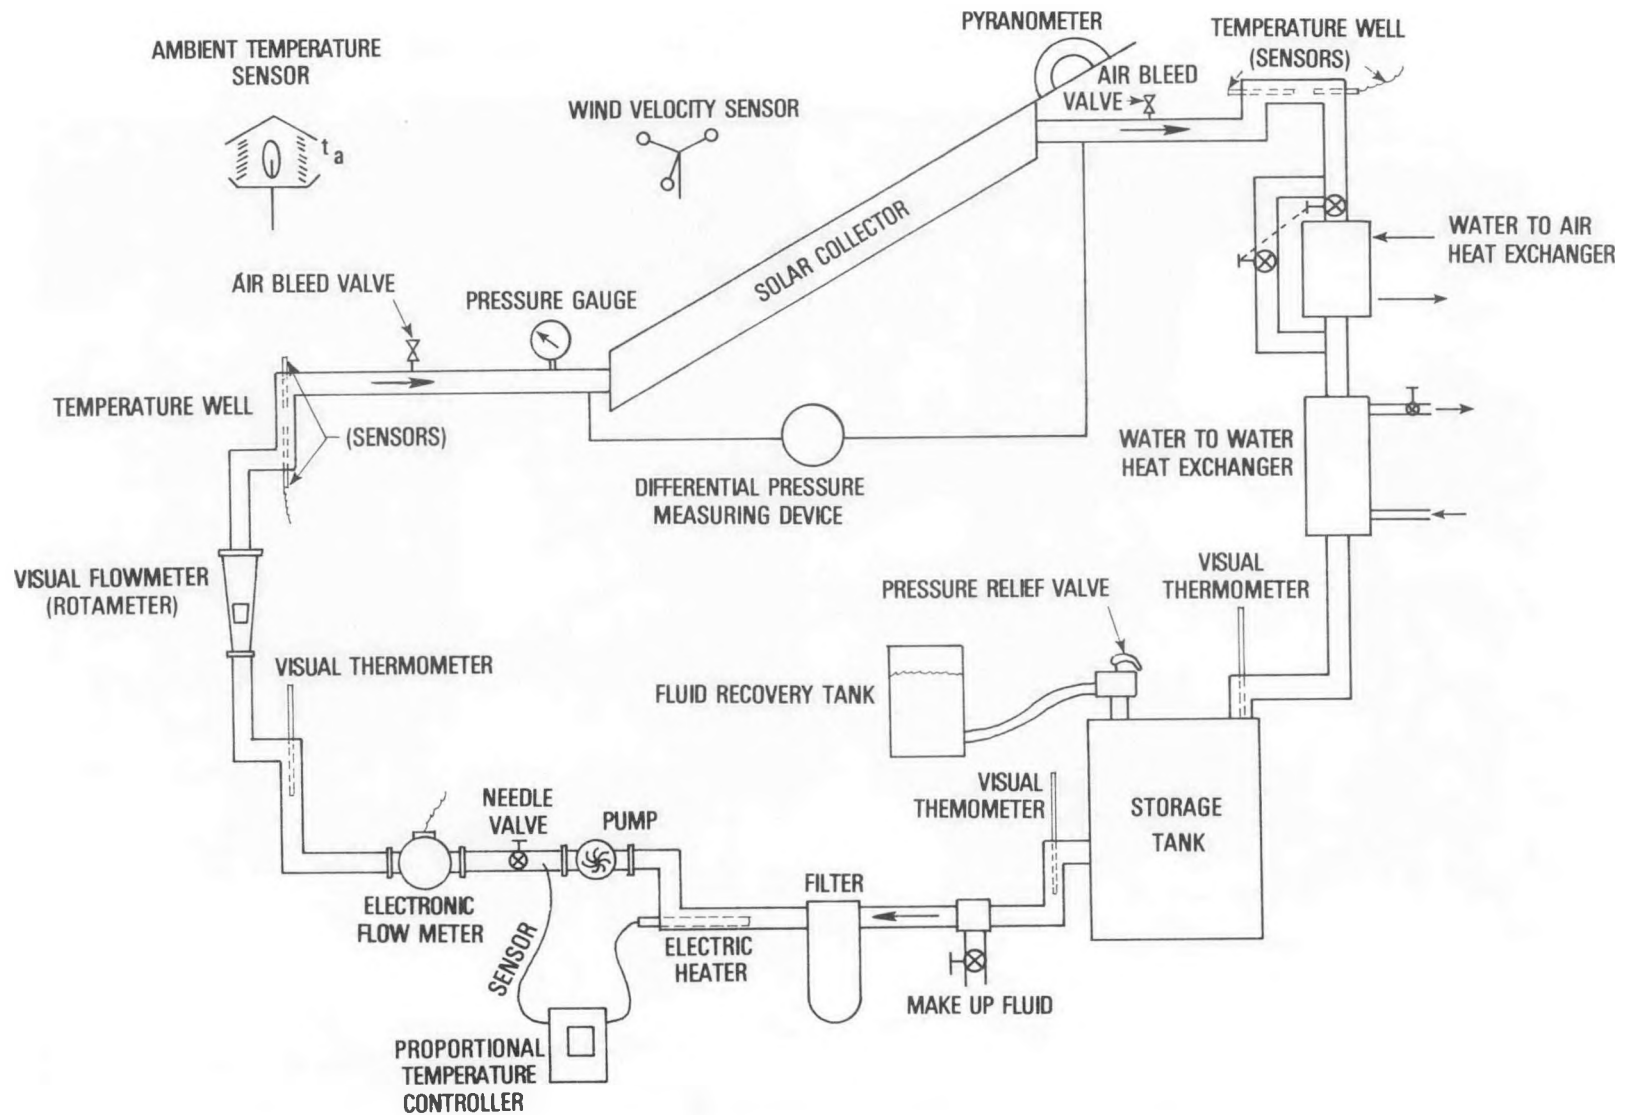 PYRANOMETER
TEMPERATURE WELL
(SENSORS)
AMBIENT TEMPERATURE
SENSOR
AIR BLEED
VALVE
WIND VELOCITY SENSOR
ta
SOLAR COLLECTOR
WATER TO AIR
HEAT EXCHANGER
AIR BLEED VALVE
PRESSURE GAUGE
TEMPERATURE WELL
(SENSORS)
WATER TO WATER
HEAT EXCHANGER
DIFFERENTIAL PRESSURE
MEASURING DEVICE
VISUAL FLOWMETER
(ROTAMETER)
VISUAL
THERMOMETER
PRESSURE RELIEF VALVE
VISUAL THERMOMETER
FLUID RECOVERY TANK
VISUAL
THEMOMETER
STORAGE
TANK
NEEDLE
VALVE
PUMP
FILTER
ELECTRONIC
FLOW METER
SENSOR
ELECTRIC
HEATER
MAKE UP FLUID
PROPORTIONAL
TEMPERATURE
CONTROLLER